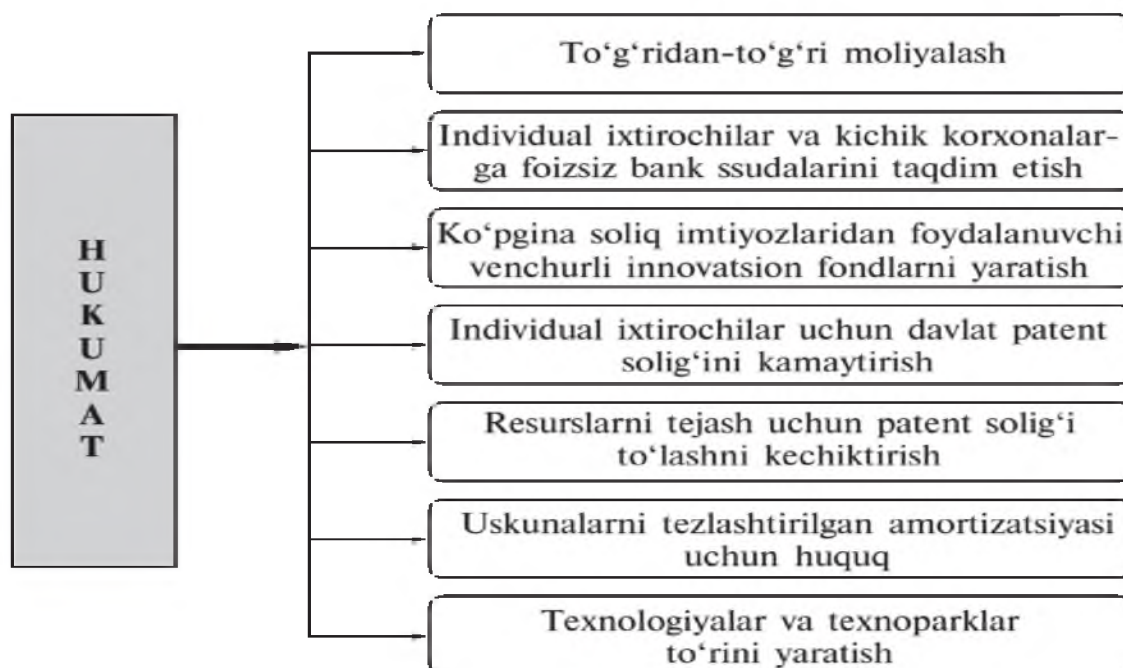 HUKUMAT
To‘g‘ridan-to‘g‘ri moliyalash
Individual ixtirochilar va kichik korxonalar-
ga foizsiz bank ssudalarini taqdim etish
Ko‘pgina soliq imtiyozlaridan foydalanuvchi
venchurli innovatsion fondlarni yaratish
Individual ixtirochilar uchun davlat patent
solig‘ini kamaytirish
Resurslarni tejash uchun patent solig‘i
to‘lashni kechiktirish
Uskunalarni tezlashtirilgan amortizatsiyasi
uchun huquq
Texnologiyalar va texnoparklar
to‘rini yaratish